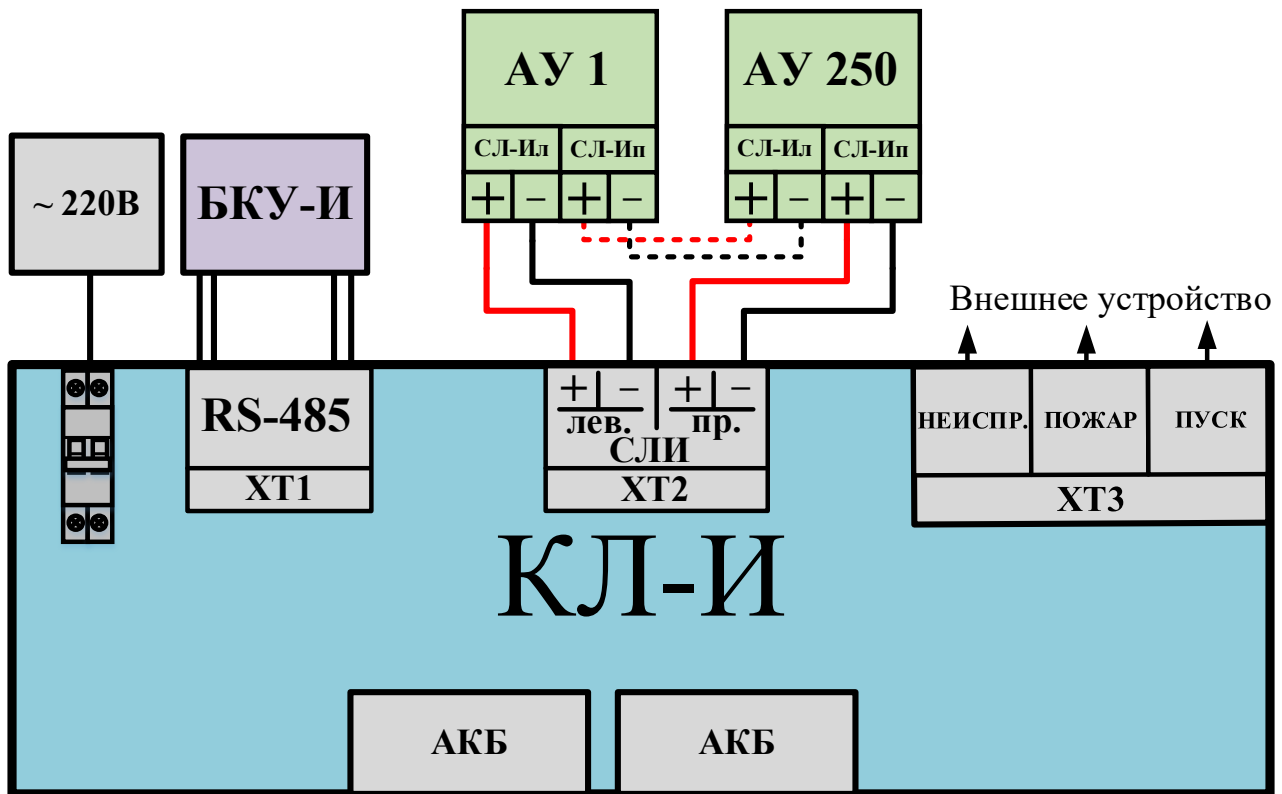 АУ 1
АУ 250
СЛ-Ил СЛ-Ип
СЛ-Ил СЛ-Ип
+ − + −
+ − + −
~ 220В
БКУ-И
Внешнее устройство
RS-485
XT1
+ − + −
лев. пр.
СЛИ
XT2
НЕИСПР. ПОЖАР ПУСК
XT3
КЛ-И
АКБ
АКБ